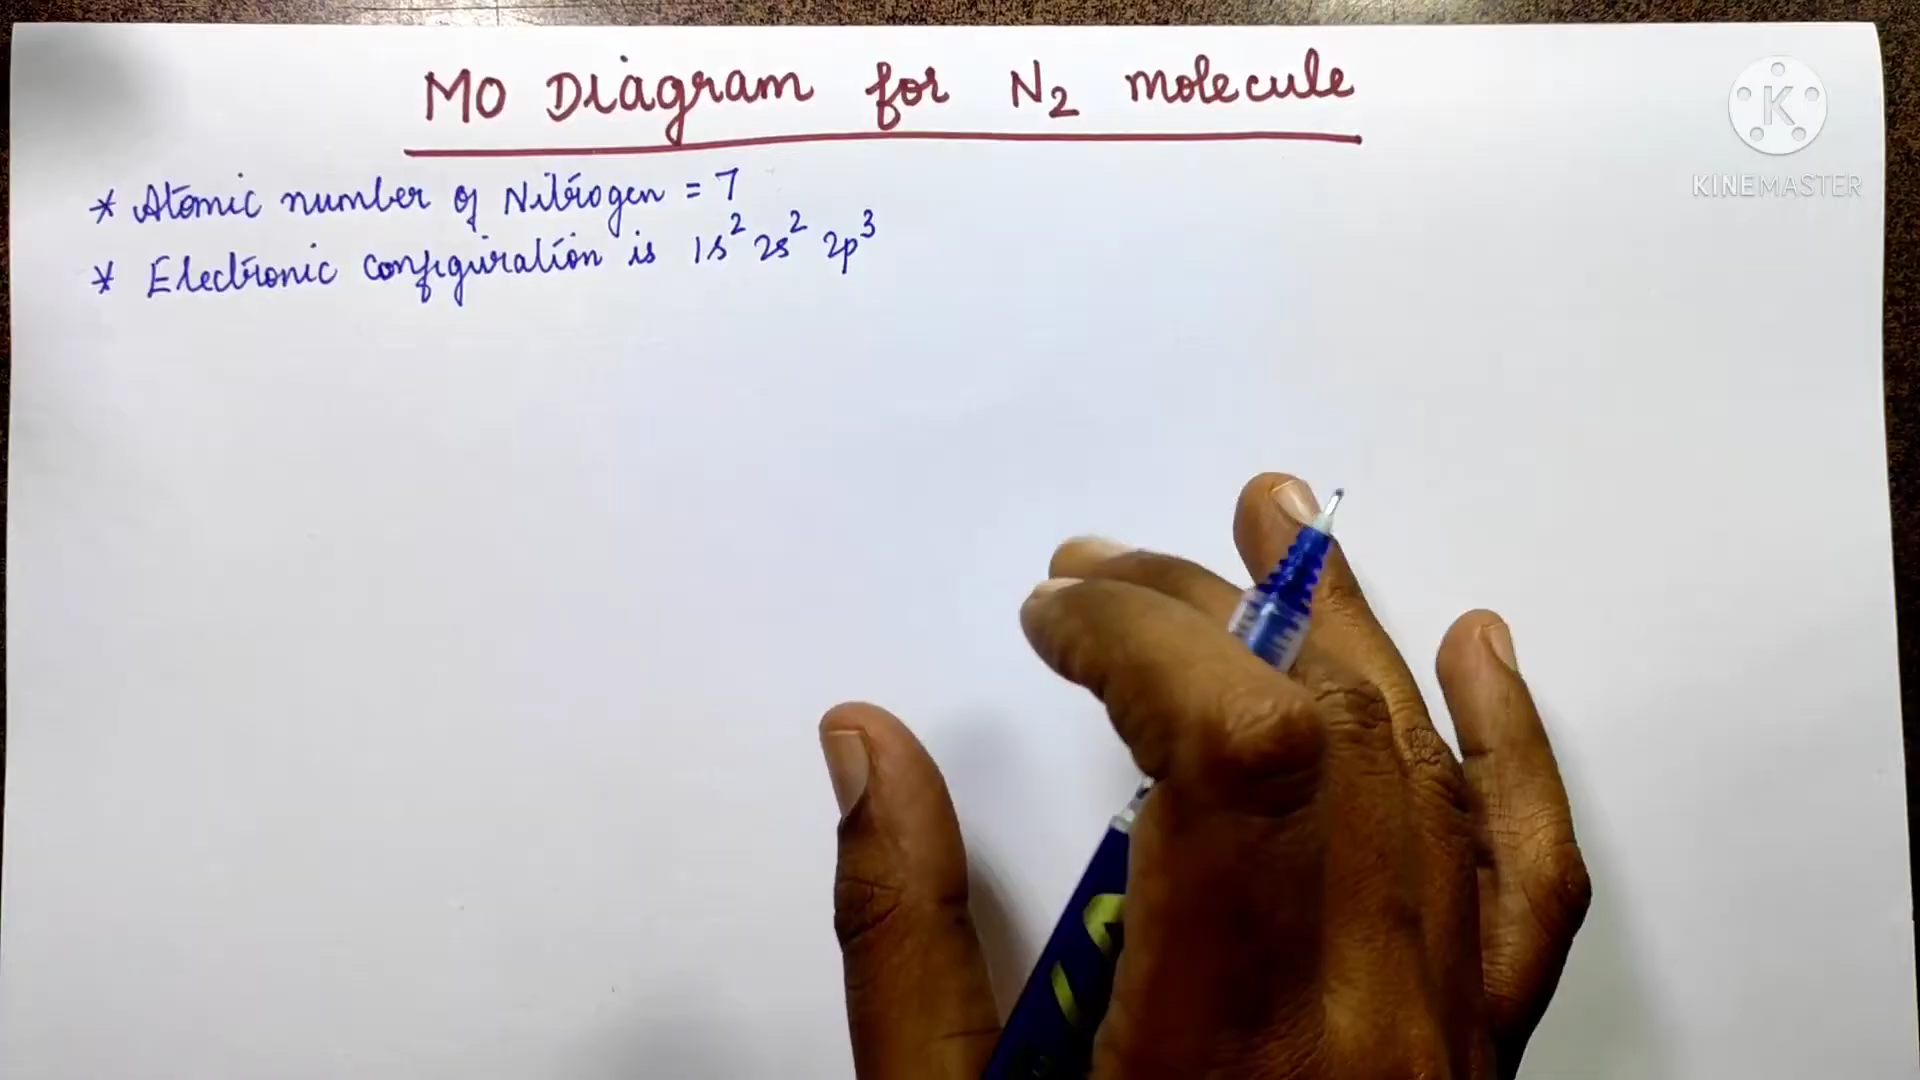 MO Diagram for N₂ molecule
* Atomic number of Nitrogen = 7
* Electronic configuration is 1s² 2s² 2p³
K
KINEMASTER